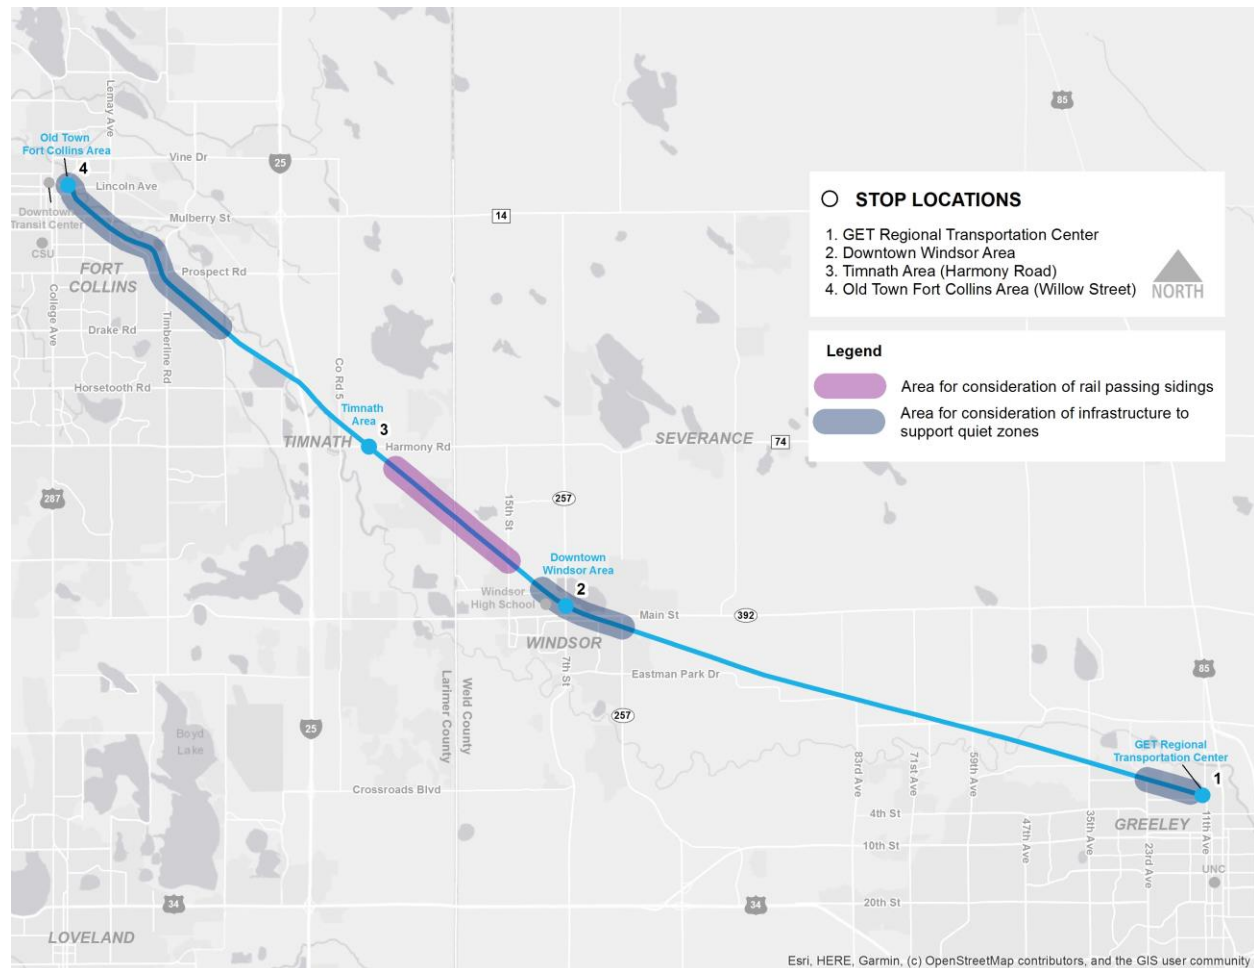 Lemay Ave
85
Old Town
Fort Collins Area
4
Vine Dr
25
Lincoln Ave
Downtown
Transit Center
Mulberry St
14
CSU
FORT
COLLINS
Prospect Rd
College Ave
Drake Rd
Timberline Rd
Horsetooth Rd
Co Rd 5
STOP LOCATIONS
1. GET Regional Transportation Center
2. Downtown Windsor Area
3. Timnath Area (Harmony Road)
4. Old Town Fort Collins Area (Willow Street)
NORTH
Legend
Area for consideration of rail passing sidings
Area for consideration of infrastructure to
support quiet zones
Timnath
Area
3
TIMNATH
Harmony Rd
SEVERANCE
74
287
15th St
257
Downtown
Windsor Area
2
Windsor
High School
Main St
392
WINDSOR
7th St
Eastman Park Dr
85
Larimer County
Weld County
257
25
Boyd
Lake
GET Regional
Transportation Center
1
83rd Ave
71st Ave
59th Ave
Crossroads Blvd
4th St
47th Ave
35th Ave
23rd Ave
11th Ave
GREELEY
10th St
UNC
34
34
20th St
LOVELAND
Esri, HERE, Garmin, (c) OpenStreetMap contributors, and the GIS user community